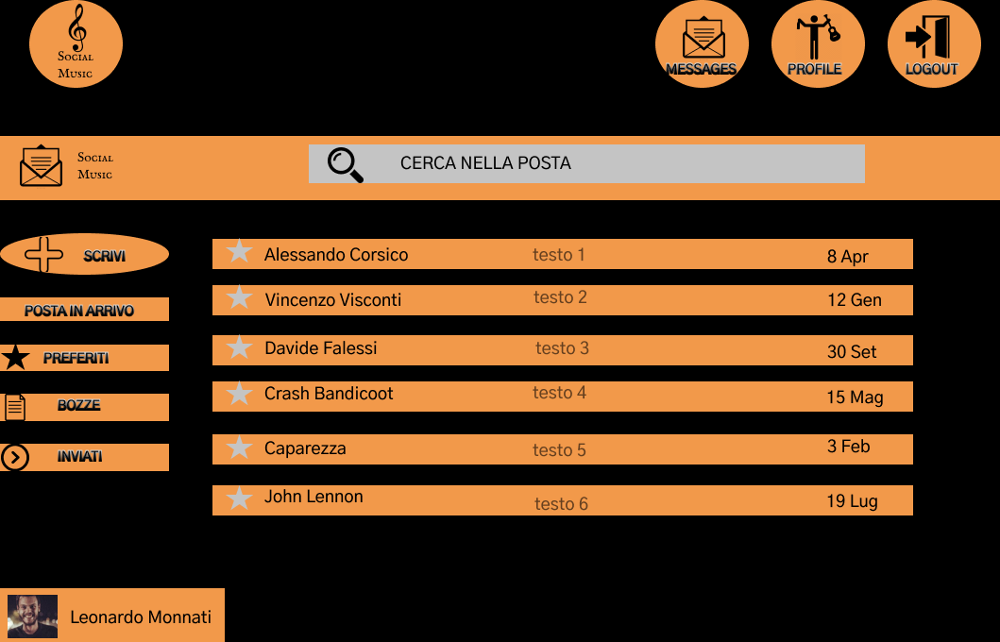 Social
Music
MESSAGES
PROFILE
LOGOUT
Social
Music
CERCA NELLA POSTA
SCRIVI
POSTA IN ARRIVO
PREFERITI
BOZZE
INVIATI
Alessando Corsico testo 1 8 Apr
Vincenzo Visconti testo 2 12 Gen
Davide Falessi testo 3 30 Set
Crash Bandicoot testo 4 15 Mag
Caparezza testo 5 3 Feb
John Lennon testo 6 19 Lug
Leonardo Monnati